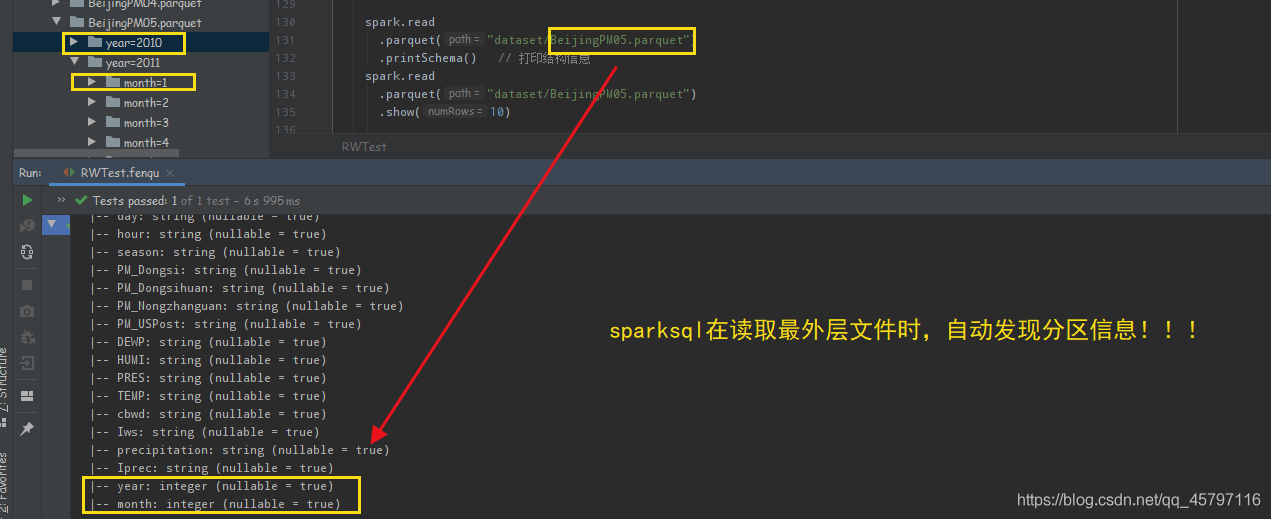 BeijingPM04.parquet
BeijingPM05.parquet
year=2010
year=2011
month=1
month=2
month=3
month=4
129
130 spark.read
131 .parquet( path = "dataset/BeijingPM05.parquet")
132 .printSchema() // 打印结构信息
133 spark.read
134 .parquet( path = "dataset/BeijingPM05.parquet")
135 .show( numRows = 10)
136
RWTest
Run: RWTest.fenqu ×
>> Tests passed: 1 of 1 test – 6 s 995 ms
|-- day: string (nullable = true)
|-- hour: string (nullable = true)
|-- season: string (nullable = true)
|-- PM_Dongsi: string (nullable = true)
|-- PM_Dongsihuan: string (nullable = true)
|-- PM_Nongzhanguan: string (nullable = true)
|-- PM_USPost: string (nullable = true)
|-- DEWP: string (nullable = true)
|-- HUMI: string (nullable = true)
|-- PRES: string (nullable = true)
|-- TEMP: string (nullable = true)
|-- cbwd: string (nullable = true)
|-- Iws: string (nullable = true)
|-- precipitation: string (nullable = true)
|-- Iprec: string (nullable = true)
|-- year: integer (nullable = true)
|-- month: integer (nullable = true)
sparksql在读取最外层文件时，自动发现分区信息！！！
Z: Structure
2: Favorites
https://blog.csdn.net/qq_45797116